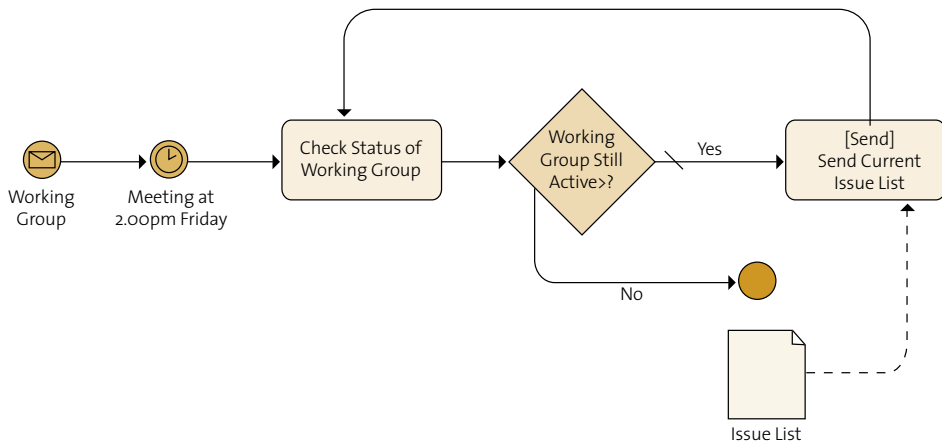 Working
Group
Meeting at
2.00pm Friday
Check Status of
Working Group
Working
Group Still
Active>?
Yes
[Send]
Send Current
Issue List
No
Issue List